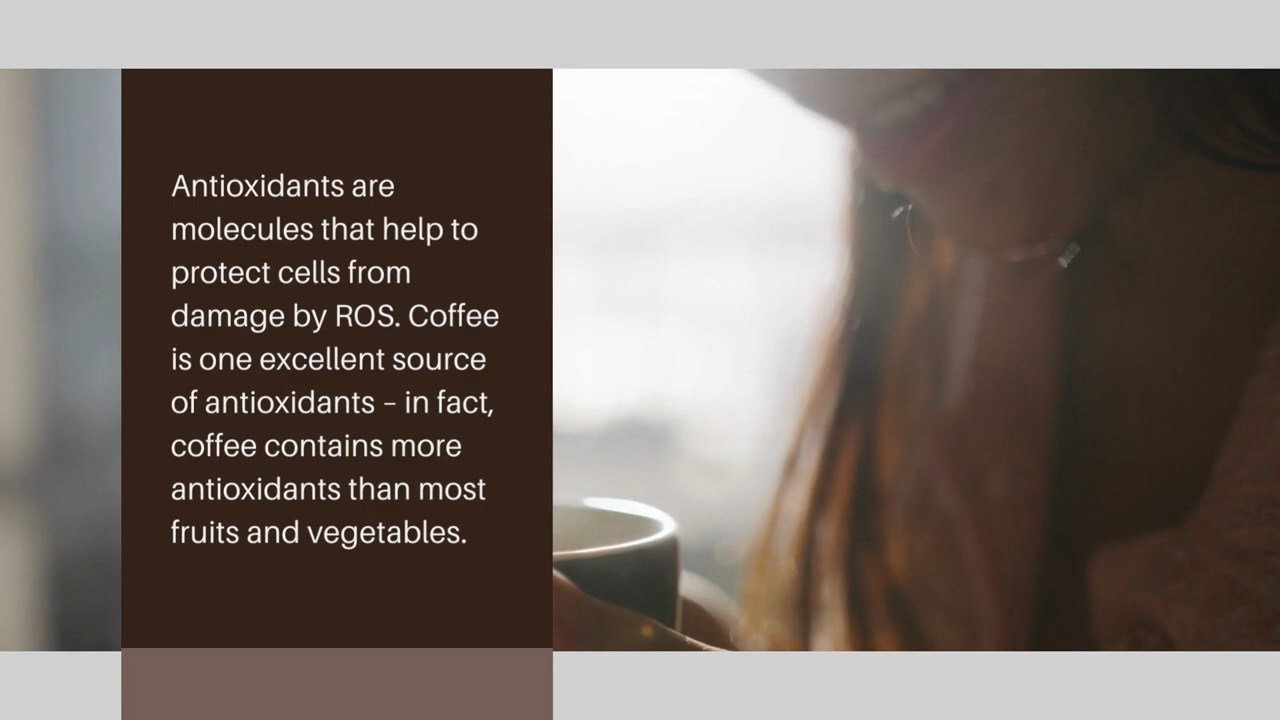 Antioxidants are
molecules that help to
protect cells from
damage by ROS. Coffee
is one excellent source
of antioxidants – in fact,
coffee contains more
antioxidants than most
fruits and vegetables.